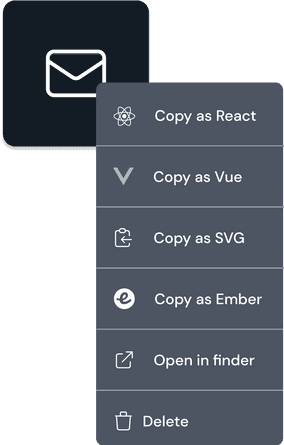 Copy as React
Copy as Vue
Copy as SVG
Copy as Ember
Open in finder
Delete